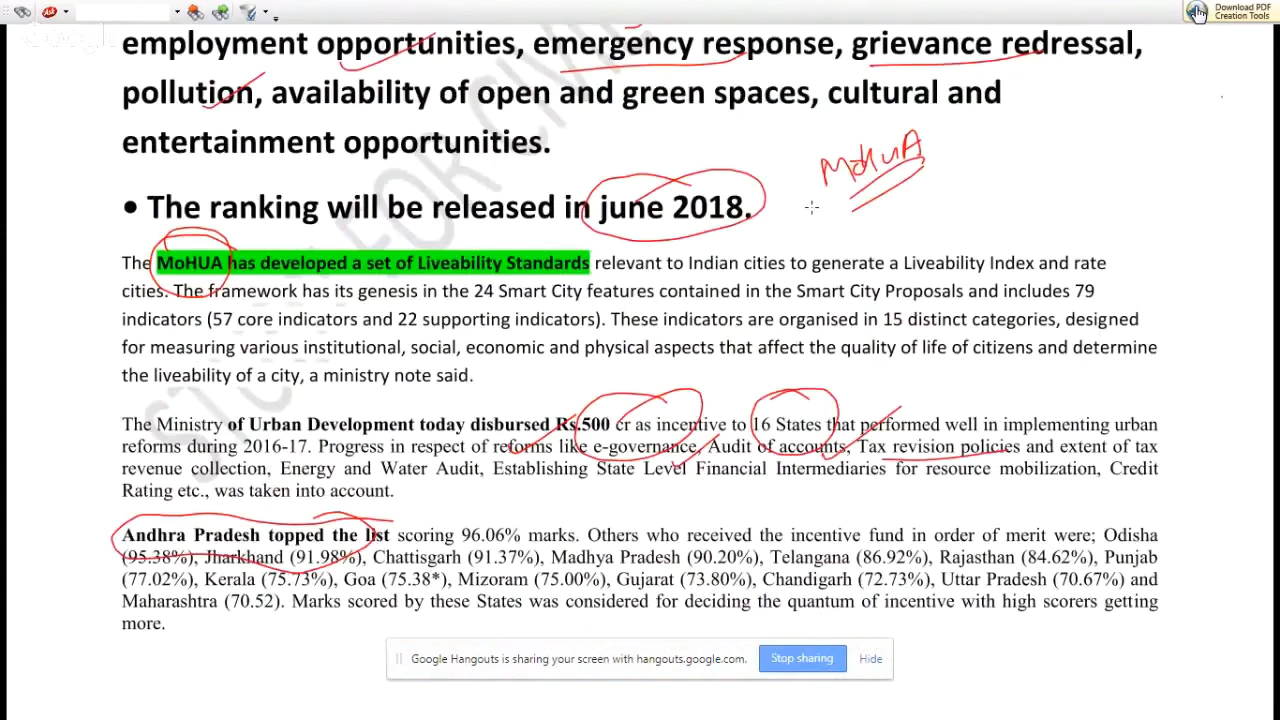 Download PDF
Creation Tools
Google
employment opportunities, emergency response, grievance redressal,
pollution, availability of open and green spaces, cultural and
entertainment opportunities.
MoHUA
• The ranking will be released in june 2018.
The MoHUA has developed a set of Liveability Standards relevant to Indian cities to generate a Liveability Index and rate
cities. The framework has its genesis in the 24 Smart City features contained in the Smart City Proposals and includes 79
indicators (57 core indicators and 22 supporting indicators). These indicators are organised in 15 distinct categories, designed
for measuring various institutional, social, economic and physical aspects that affect the quality of life of citizens and determine
the liveability of a city, a ministry note said.
The Ministry of Urban Development today disbursed Rs.500 cr as incentive to 16 States that performed well in implementing urban
reforms during 2016-17. Progress in respect of reforms like e-governance, Audit of accounts, Tax revision policies and extent of tax
revenue collection, Energy and Water Audit, Establishing State Level Financial Intermediaries for resource mobilization, Credit
Rating etc., was taken into account.
Andhra Pradesh topped the list scoring 96.06% marks. Others who received the incentive fund in order of merit were; Odisha
(95.38%), Jharkhand (91.98%), Chattisgarh (91.37%), Madhya Pradesh (90.20%), Telangana (86.92%), Rajasthan (84.62%), Punjab
(77.02%), Kerala (75.73%), Goa (75.38*), Mizoram (75.00%), Gujarat (73.80%), Chandigarh (72.73%), Uttar Pradesh (70.67%) and
Maharashtra (70.52). Marks scored by these States was considered for deciding the quantum of incentive with high scorers getting
more.
Google Hangouts is sharing your screen with hangouts.google.com.
Stop sharing
Hide